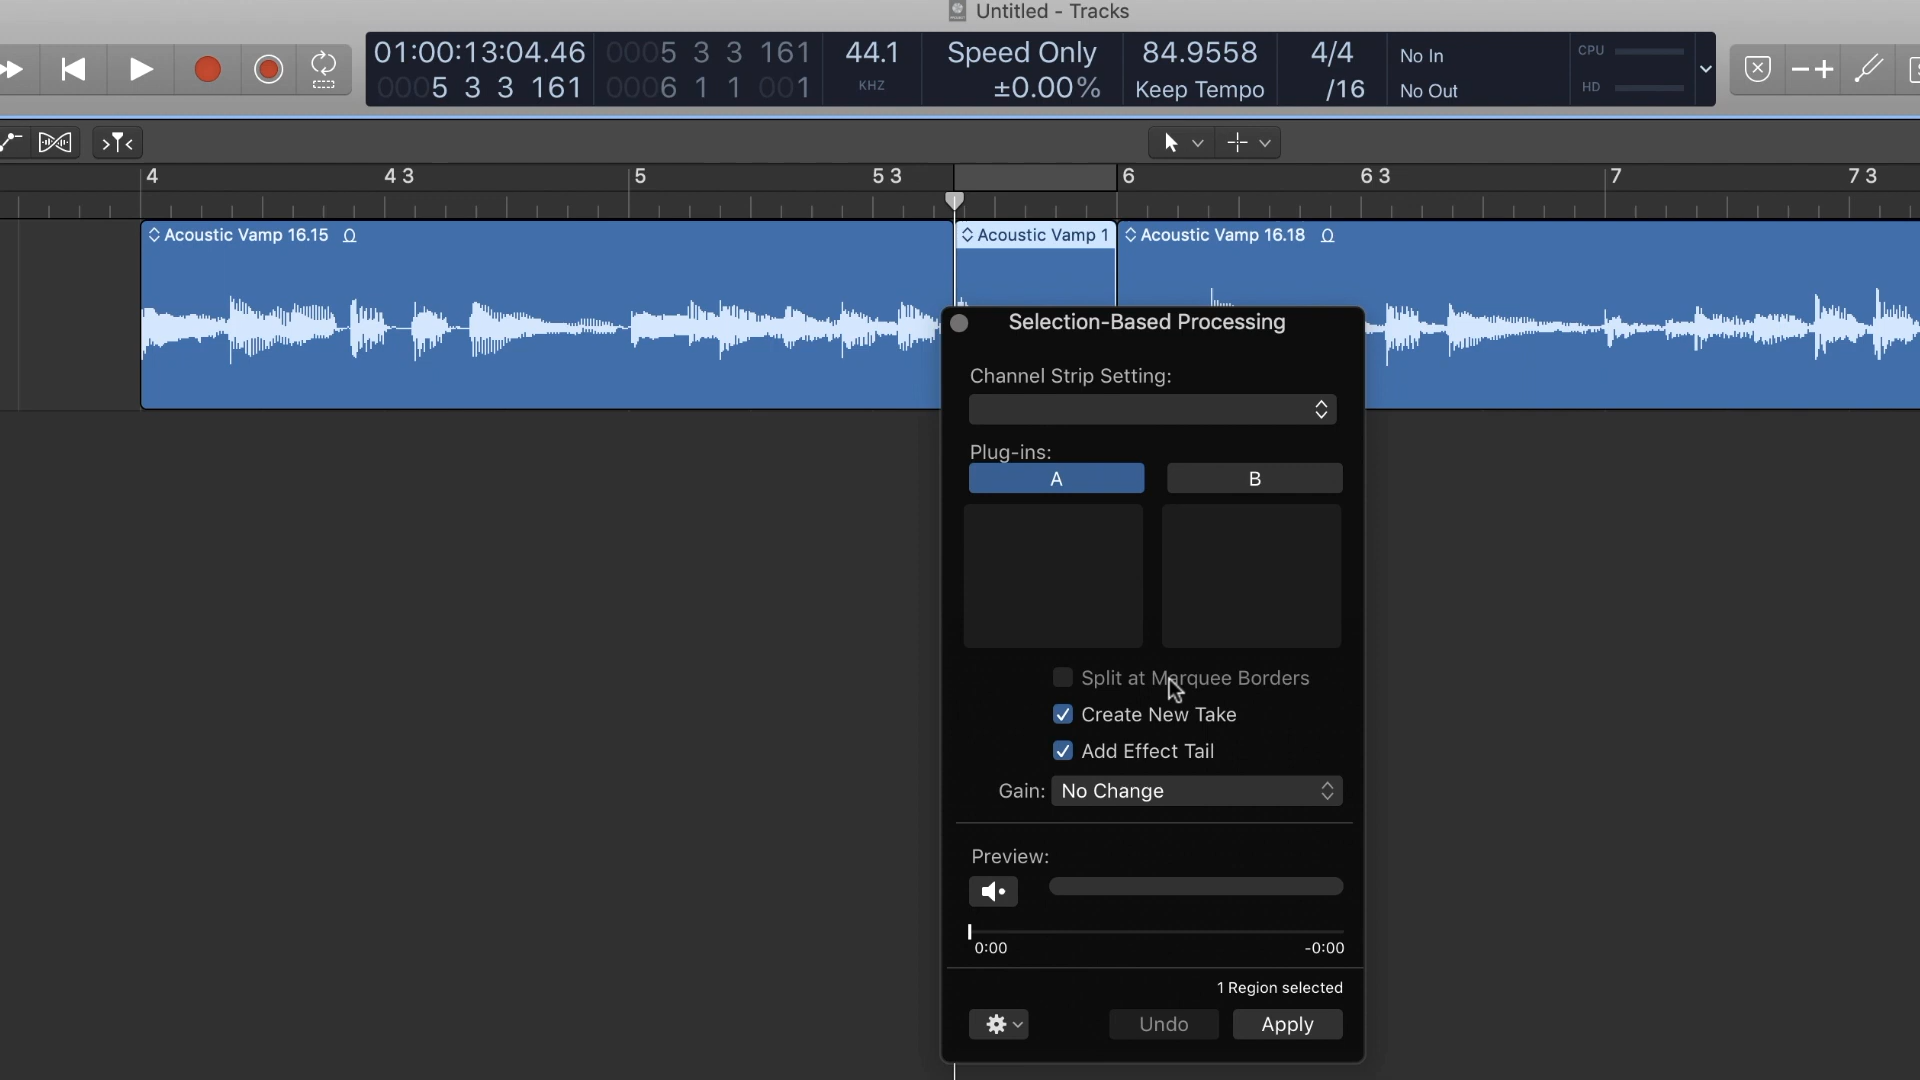 Untitled - Tracks
01:00:13:04.46
0005 3 3 161
0005 3 3 161
0006 1 1 001
44.1
KHZ
Speed Only
±0.00%
84.9558
Keep Tempo
4/4
/16
No In
No Out
CPU
HD
4
4 3
5
5 3
6
6 3
7
7 3
Acoustic Vamp 16.15
Acoustic Vamp 1
Acoustic Vamp 16.18
Selection-Based Processing
Channel Strip Setting:
Plug-ins:
A
B
Split at Marquee Borders
Create New Take
Add Effect Tail
Gain: No Change
Preview:
0:00
-0:00
1 Region selected
Undo
Apply